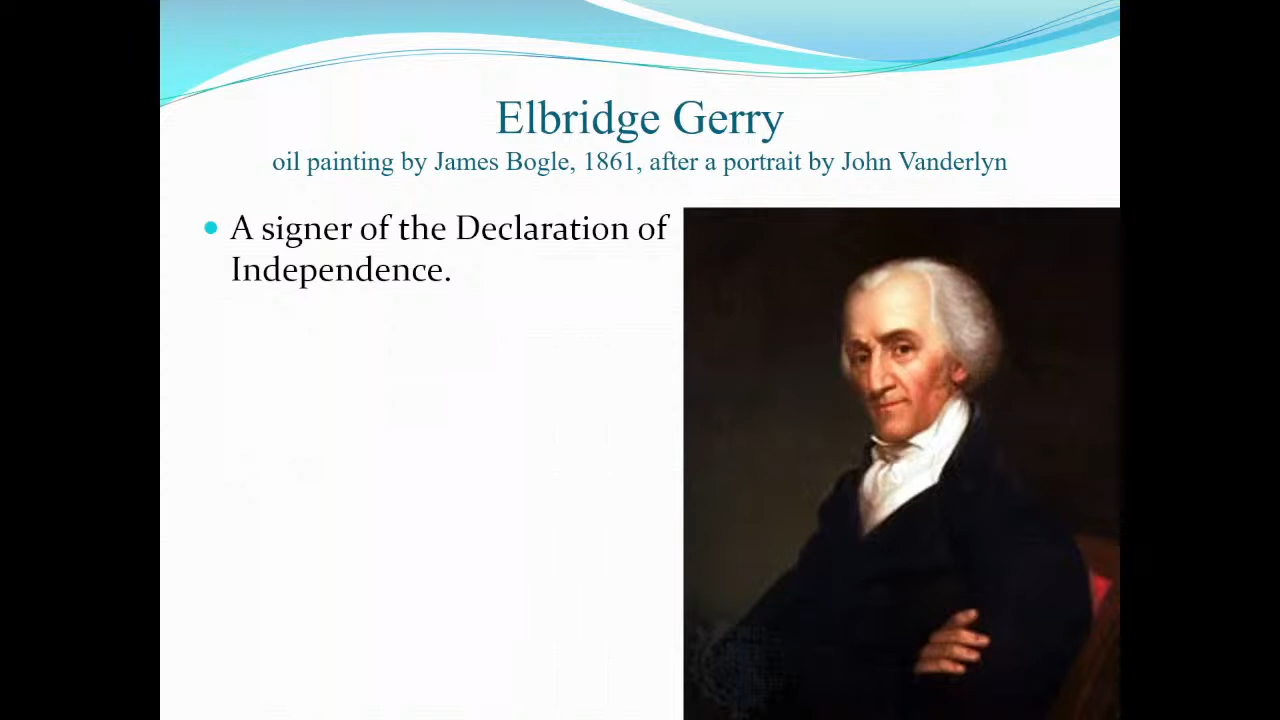 Elbridge Gerry
oil painting by James Bogle, 1861, after a portrait by John Vanderlyn
A signer of the Declaration of
Independence.